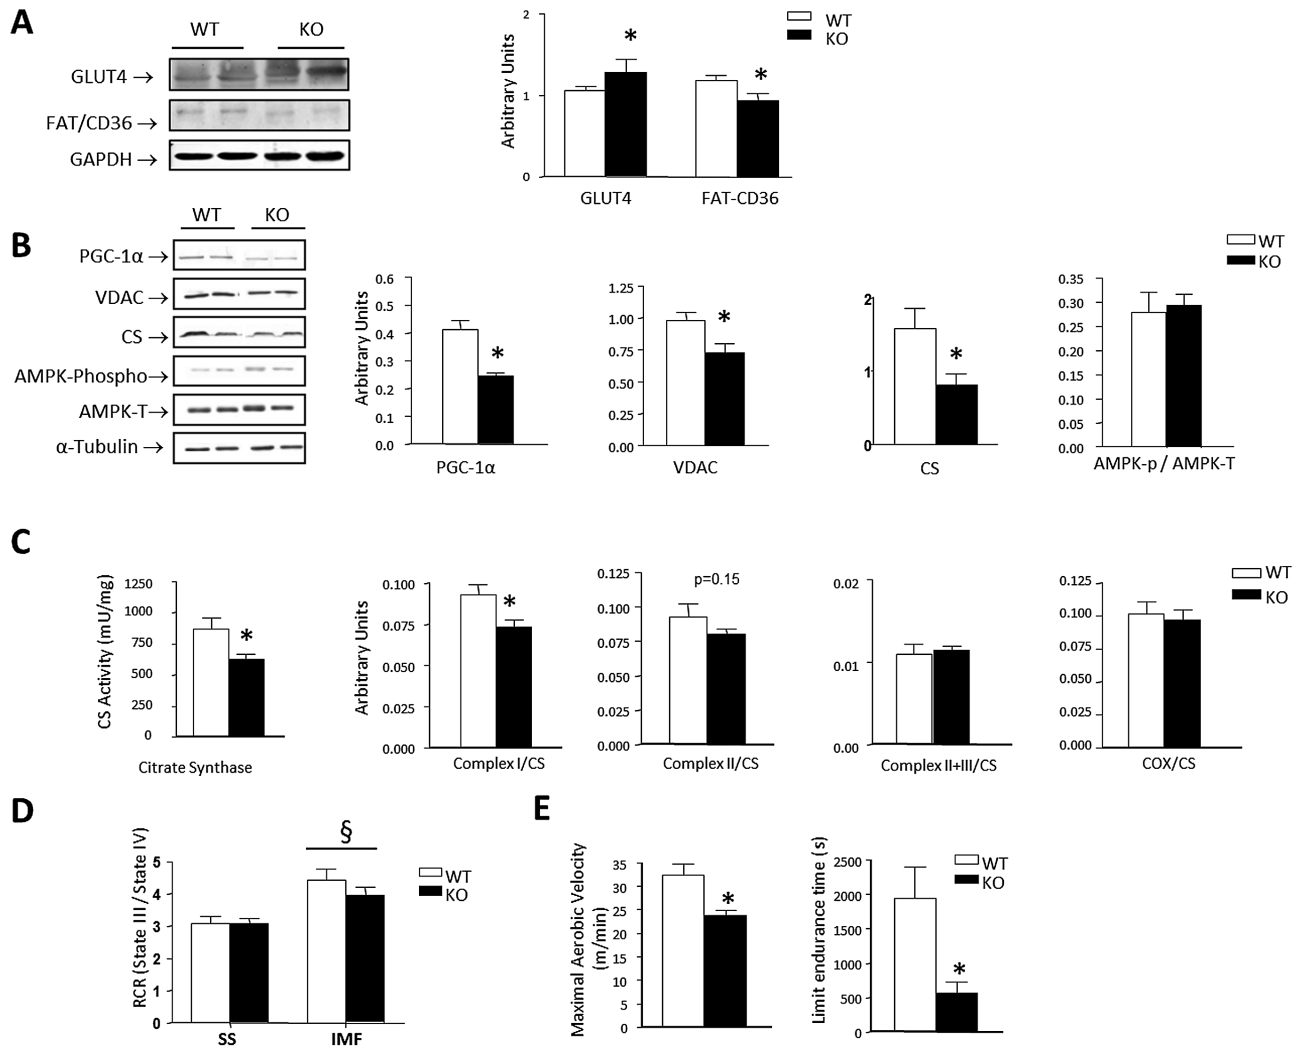 A
WT KO
GLUT4 →
FAT/CD36 →
GAPDH →
Arbitrary Units
2
1
0
*
*
GLUT4 FAT-CD36
WT
KO
B
WT KO
PGC-1α →
VDAC →
CS →
AMPK-Phospho→
AMPK-T→
α-Tubulin →
Arbitrary Units
0.6
0.5
0.4
0.3
0.2
0.1
0.0
*
PGC-1α
1.25
1.00
0.75
0.50
0.25
0.00
*
VDAC
2
1
0
*
CS
0.35
0.30
0.25
0.20
0.15
0.10
0.05
0.00
AMPK-p / AMPK-T
WT
KO
C
CS Activity (mU/mg)
1250
1000
750
500
250
0
*
Citrate Synthase
Arbitrary Units
0.100
0.075
0.050
0.025
0.000
*
Complex I/CS
0.125
0.100
0.075
0.050
0.025
0.000
p=0.15
Complex II/CS
0.02
0.01
0.00
Complex II+III/CS
0.125
0.100
0.075
0.050
0.025
0.000
COX/CS
WT
KO
D
RCR (State III / State IV)
5
4
3
2
1
0
§
SS IMF
WT
KO
E
Maximal Aerobic Velocity
(m/min)
35
30
25
20
15
10
5
0
*
Limit endurance time (s)
2500
2000
1500
1000
500
0
*
WT
KO